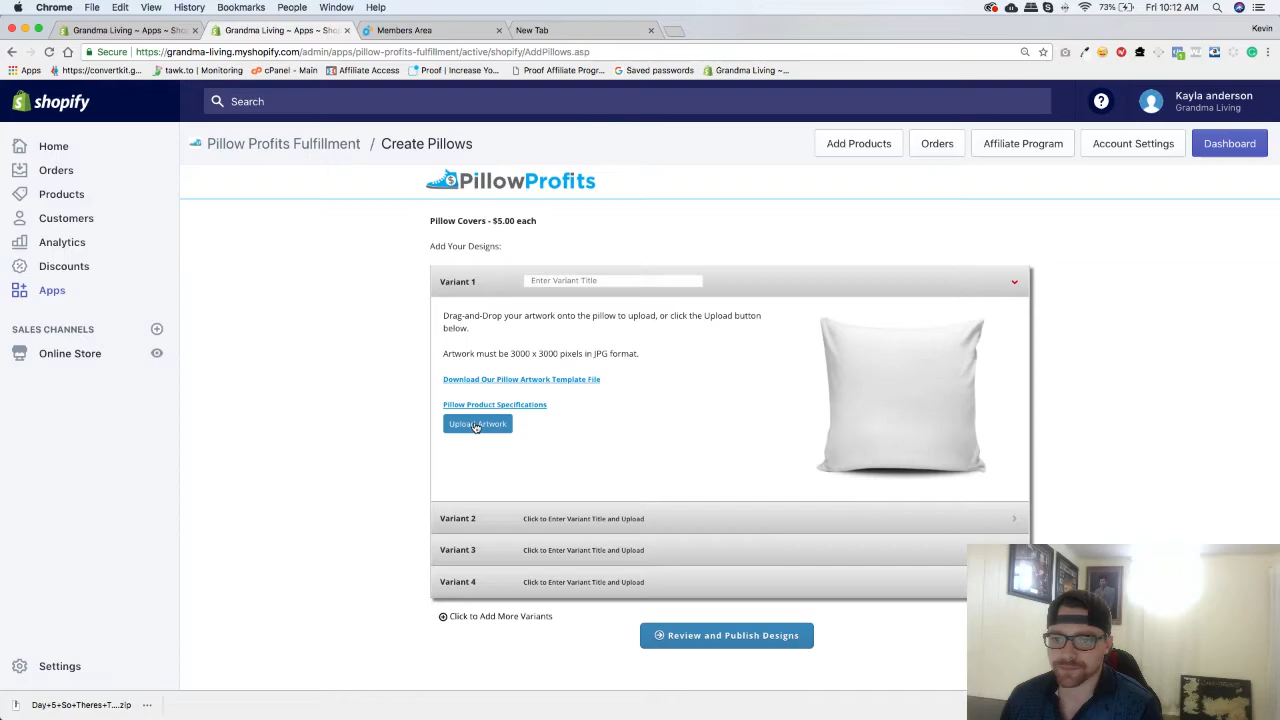 Chrome File Edit View History Bookmarks People Window Help 73% Fri 10:12 AM
Grandma Living ~ Apps ~ Sho Grandma Living ~ Apps ~ Sho Members Area New Tab Kevin
Secure https://grandma-living.myshopify.com/admin/apps/pillow-profits-fulfillment/active/shopify/AddPillows.asp
Apps https://convertkit.c tawk.to | Monitoring cPanel - Main Affiliate Access Proof | Increase Yo Proof Affiliate Progr Saved passwords Grandma Living ~
shopify Search ? Kayla anderson
Grandma Living
Pillow Profits Fulfillment / Create Pillows Add Products Orders Affiliate Program Account Settings Dashboard
Home
Orders
Products
Customers
Analytics
Discounts
Apps
SALES CHANNELS
Online Store
Settings
PillowProfits
Pillow Covers - $5.00 each
Add Your Designs:
Variant 1 Enter Variant Title
Drag-and-Drop your artwork onto the pillow to upload, or click the Upload button
below.
Artwork must be 3000 x 3000 pixels in JPG format.
Download Our Pillow Artwork Template File
Pillow Product Specifications
Upload Artwork
Variant 2 Click to Enter Variant Title and Upload
Variant 3 Click to Enter Variant Title and Upload
Variant 4 Click to Enter Variant Title and Upload
Click to Add More Variants
Review and Publish Designs
Day+5+So+Theres+T....zip